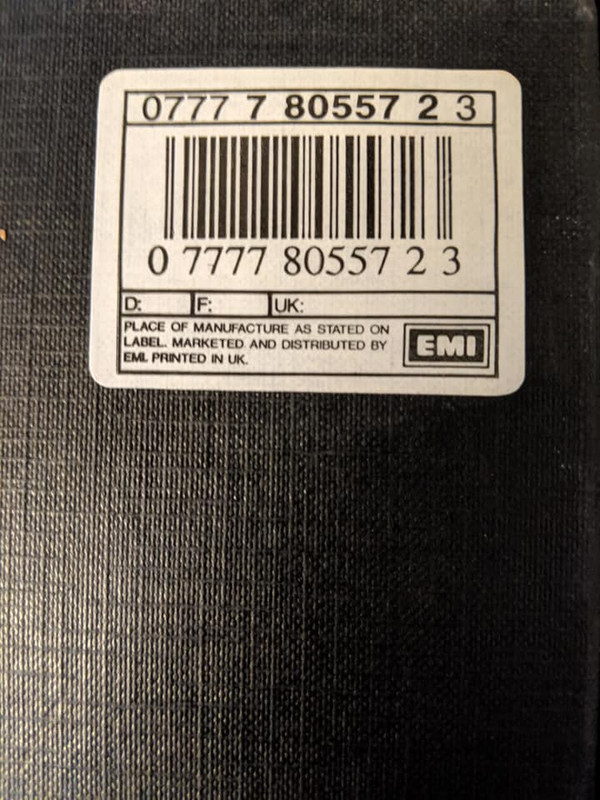 0777 7 80557 2 3
0 7777 80557 2 3
D: F: UK:
PLACE OF MANUFACTURE AS STATED ON
LABEL. MARKETED AND DISTRIBUTED BY
EMI. PRINTED IN UK.
EMI